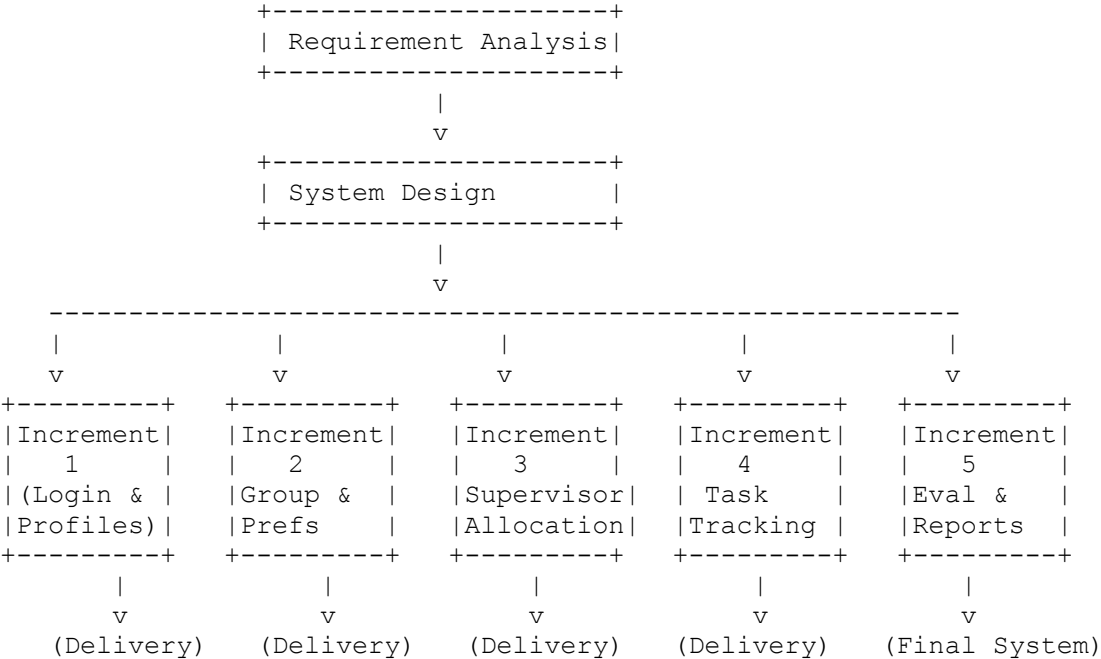 Requirement Analysis
System Design
Increment 1 (Login & Profiles)
Increment 2 Group & Prefs
Increment 3 Supervisor Allocation
Increment 4 Task Tracking
Increment 5 Eval & Reports
(Delivery) (Delivery) (Delivery) (Delivery) (Final System)